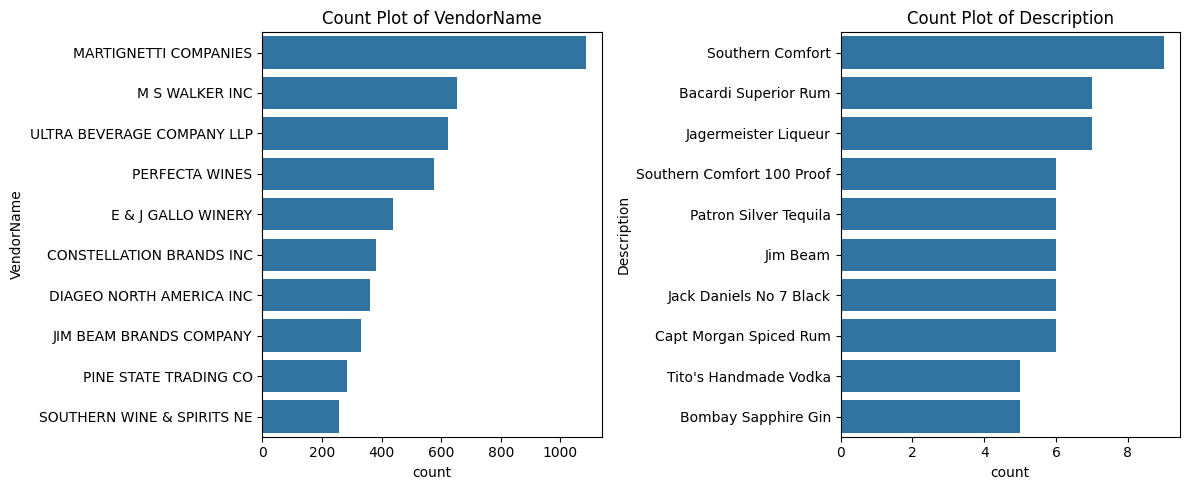 Count Plot of VendorName
MARTIGNETTI COMPANIES
M S WALKER INC
ULTRA BEVERAGE COMPANY LLP
PERFECTA WINES
E & J GALLO WINERY
CONSTELLATION BRANDS INC
DIAGEO NORTH AMERICA INC
JIM BEAM BRANDS COMPANY
PINE STATE TRADING CO
SOUTHERN WINE & SPIRITS NE
VendorName
0 200 400 600 800 1000
count
Count Plot of Description
Southern Comfort
Bacardi Superior Rum
Jagermeister Liqueur
Southern Comfort 100 Proof
Patron Silver Tequila
Jim Beam
Jack Daniels No 7 Black
Capt Morgan Spiced Rum
Tito's Handmade Vodka
Bombay Sapphire Gin
Description
0 2 4 6 8
count